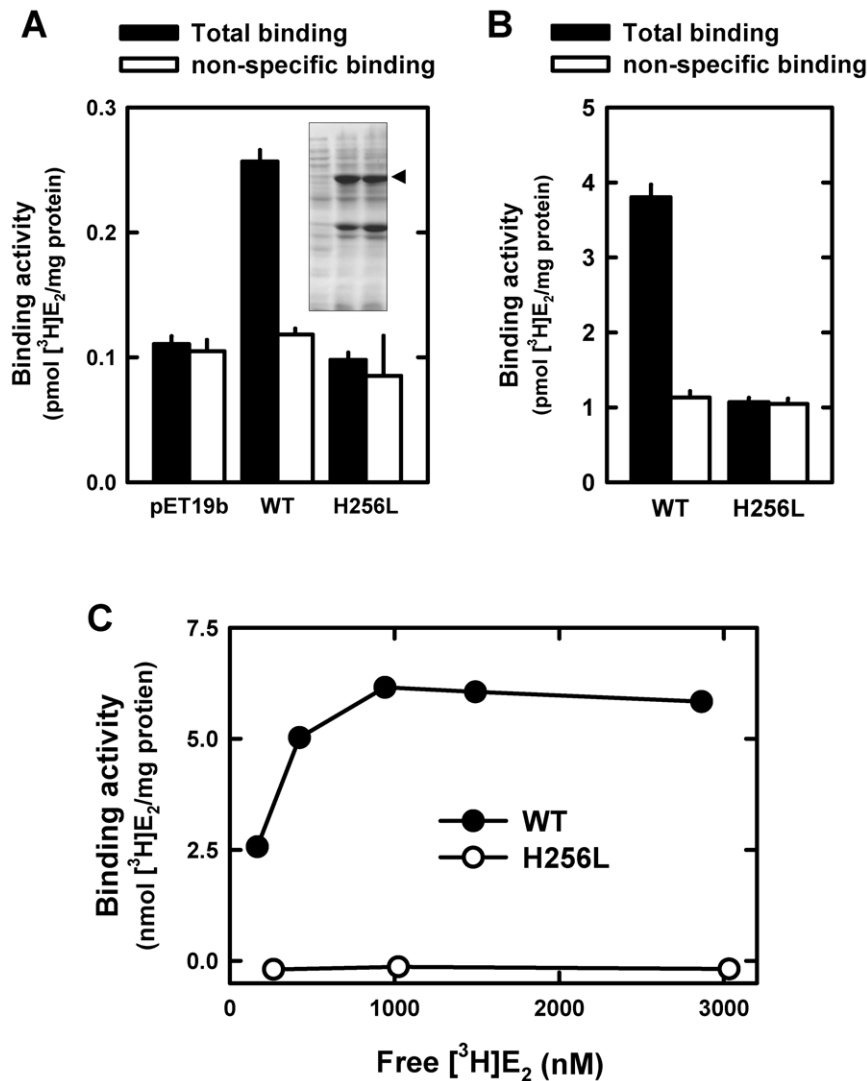 A
Total binding
non-specific binding
0.3
0.2
0.1
0.0
Binding activity
(pmol [³H]E₂/mg protein)
pET19b WT H256L
B
Total binding
non-specific binding
5
4
3
2
1
0
Binding activity
(pmol [³H]E₂/mg protein)
WT H256L
C
7.5
5.0
2.5
0.0
Binding activity
(nmol [³H]E₂/mg protien)
WT
H256L
0 1000 2000 3000
Free [³H]E₂ (nM)